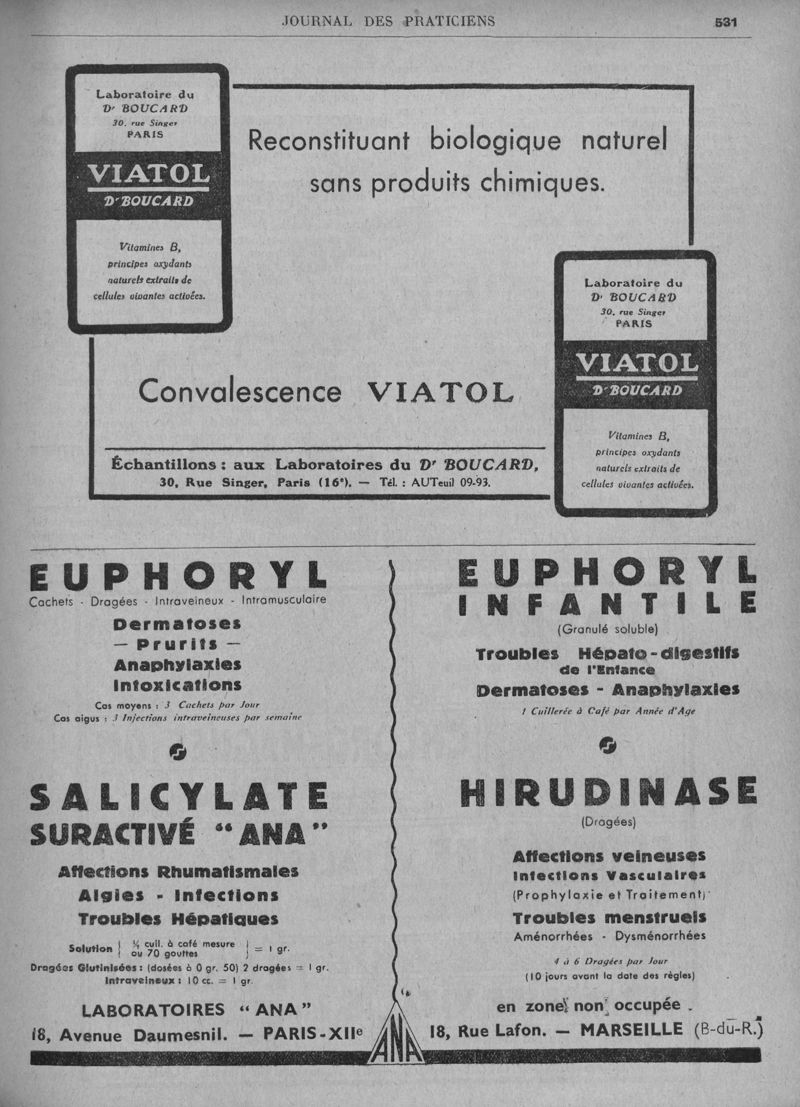 JOURNAL DES PRATICIENS
531
Laboratoire du
Dr BOUCARD
30, rue Singer
PARIS
VIATOL
Dr BOUCARD
Vitamines B,
principes oxydants
naturels extraits de
cellules vivantes activées.
Reconstituant biologique naturel
sans produits chimiques.
Laboratoire du
Dr BOUCARD
30, rue Singer
PARIS
VIATOL
Dr BOUCARD
Vitamines B,
principes oxydants
naturels extraits de
cellules vivantes activées.
Convalescence VIATOL
Échantillons : aux Laboratoires du Dr BOUCARD,
30, Rue Singer, Paris (16e). — Tél. : AUTeuil 09-93.
EUPHORYL
Cachets - Dragées - Intraveineux - Intramusculaire
Dermatoses
— Prurits —
Anaphylaxies
Intoxications
Cas moyens : 3 Cachets par Jour
Cas aigus : 3 Injections intraveineuses par semaine
SALICYLATE
SURACTIVÉ “ANA”
Affections Rhumatismales
Algies - Infections
Troubles Hépatiques
Solution ½ cuil. à café mesure
ou 70 gouttes = 1 gr.
Dragées Glutinisées : (dosées à 0 gr. 50) 2 dragées = 1 gr.
Intraveineux : 10 cc. = 1 gr.
LABORATOIRES “ANA”
18, Avenue Daumesnil. — PARIS-XIIe
EUPHORYL
INFANTILE
(Granulé soluble)
Troubles Hépato-digestifs
de l'Enfance
Dermatoses - Anaphylaxies
1 Cuillerée à Café par Année d'Age
HIRUDINASE
(Dragées)
Affections veineuses
Infections Vasculaires
(Prophylaxie et Traitement)
Troubles menstruels
Aménorrhées - Dysménorrhées
4 à 6 Dragées par Jour
(10 jours avant la date des règles)
en zone non occupée .
18, Rue Lafon. — MARSEILLE (B-du-R.)
ANA